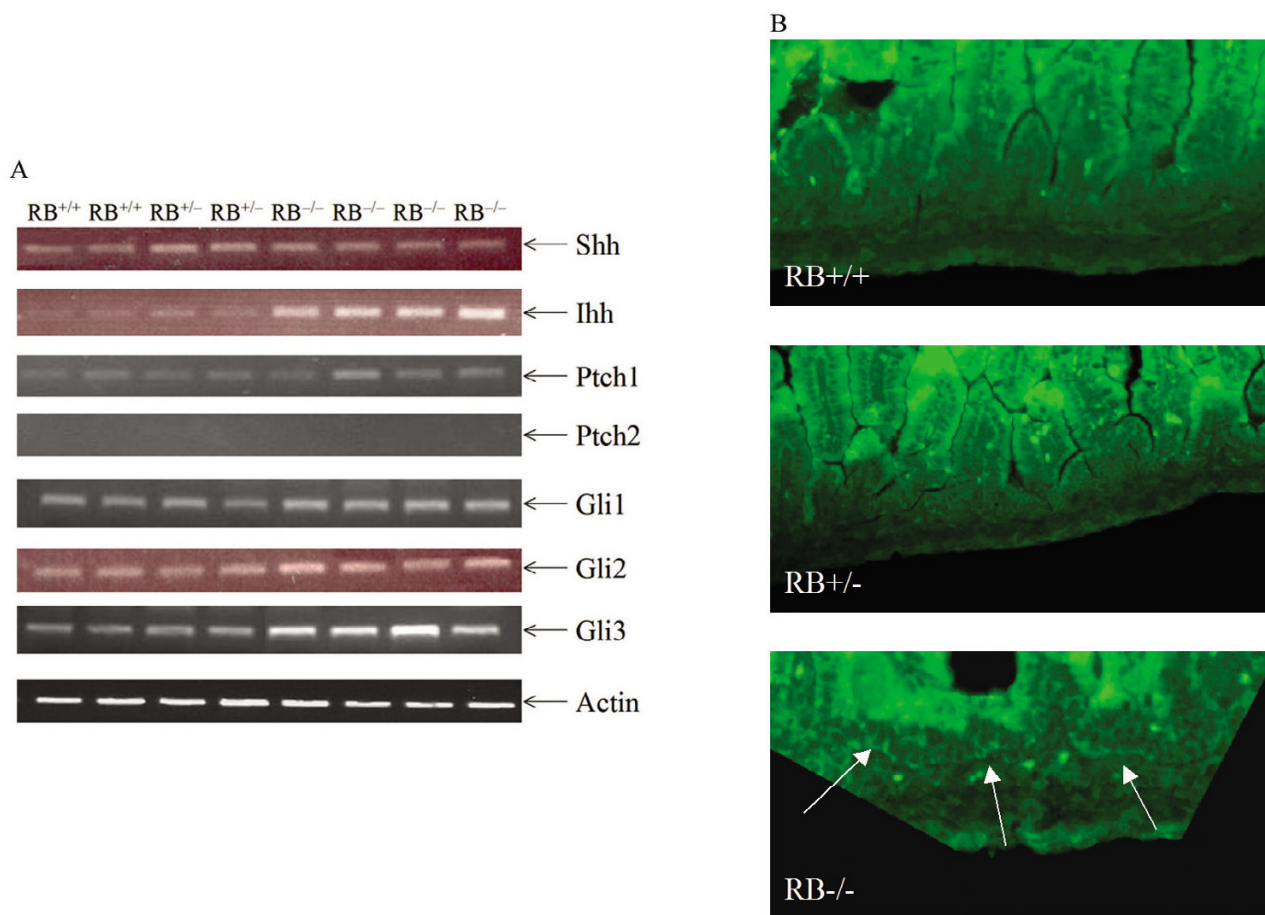 A
RB+/+ RB+/+ RB+/- RB+/- RB-/- RB-/- RB-/- RB-/-
Shh
Ihh
Ptch1
Ptch2
Gli1
Gli2
Gli3
Actin
B
RB+/+
RB+/-
RB-/-